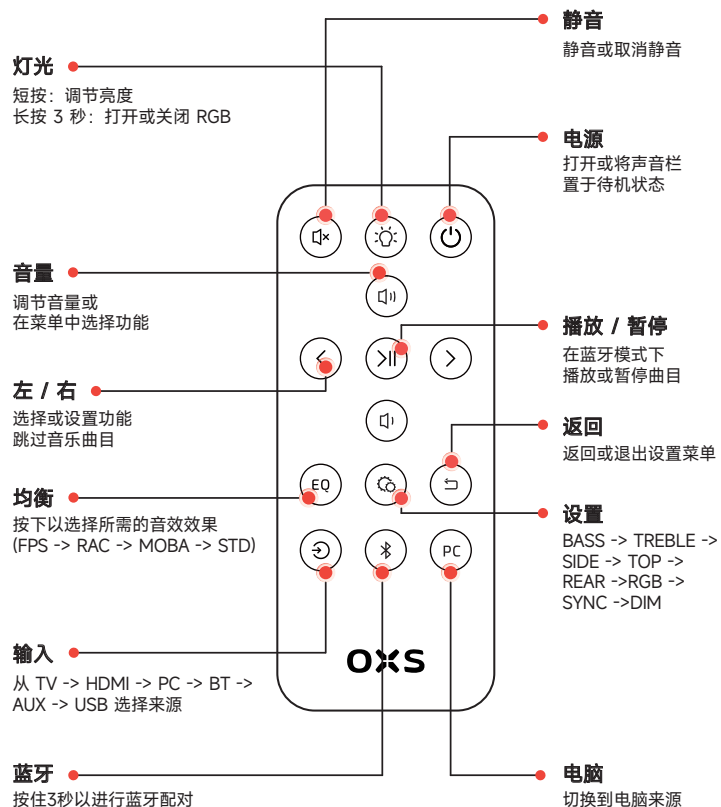 静音
静音或取消静音
灯光
短按：调节亮度
长按 3 秒：打开或关闭 RGB
电源
打开或将声音栏
置于待机状态
音量
调节音量或
在菜单中选择功能
播放 / 暂停
在蓝牙模式下
播放或暂停曲目
左 / 右
选择或设置功能
跳过音乐曲目
返回
返回或退出设置菜单
均衡
按下以选择所需的音效效果
(FPS -> RAC -> MOBA -> STD)
EQ
设置
BASS -> TREBLE ->
SIDE -> TOP ->
REAR ->RGB ->
SYNC ->DIM
PC
OXS
输入
从 TV -> HDMI -> PC -> BT ->
AUX -> USB 选择来源
蓝牙
按住3秒以进行蓝牙配对
电脑
切换到电脑来源